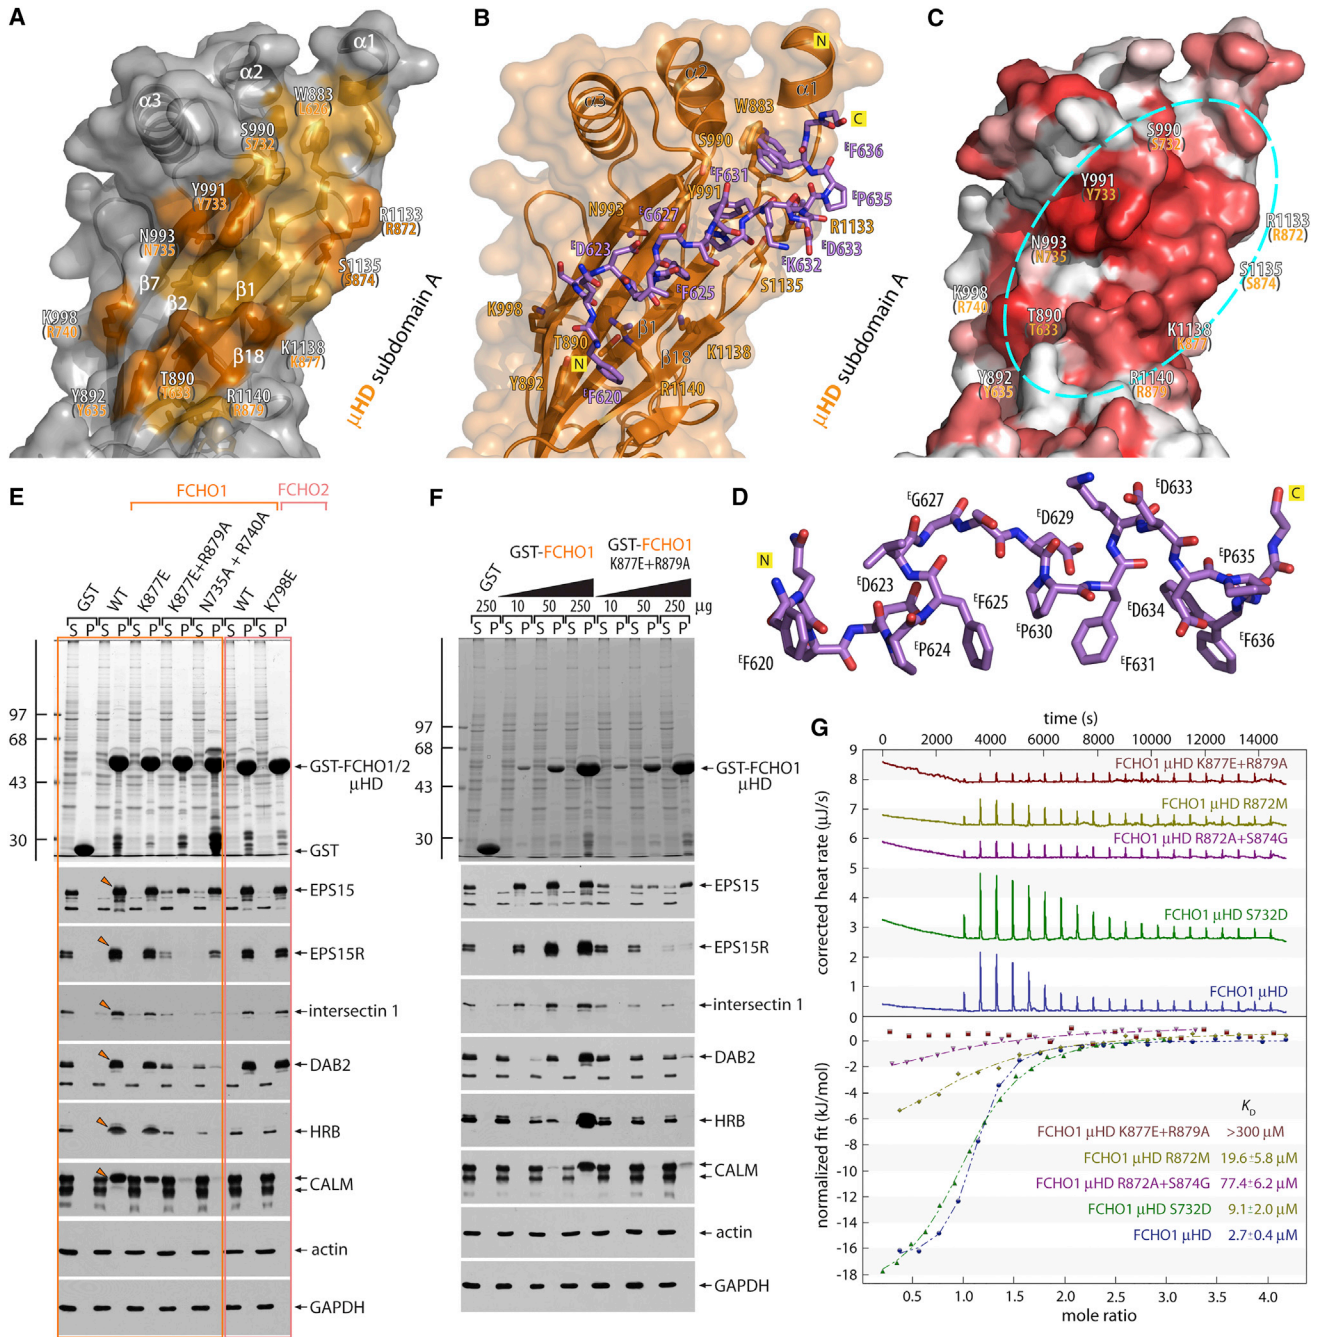 A
α1
α2
α3
W883
(L626)
S990
(S732)
Y991
(Y733)
N993
(N735)
R1133
(R872)
S1135
(S874)
β7
β2
β1
K998
(R740)
β18
K1138
(K877)
T890
(T633)
Y892
(Y635)
R1140
(R879)
μHD subdomain A
B
N
α1
α2
α3
W883
C
S990
EF636
EF631
Y991
EP635
N993
EG627
R1133
ED623
ED633
EK632
S1135
EF625
K998
β1
T890
β18
K1138
N
Y892
R1140
EF620
μHD subdomain A
C
S990
(S732)
Y991
(Y733)
R1133
(R872)
N993
(N735)
S1135
(S874)
K998
(R740)
T890
(T633)
K1138
(K877)
Y892
(Y635)
R1140
(R879)
D
N
EG627
ED629
ED633
C
EP635
ED623
EF625
ED634
EP624
EP630
EF636
EF620
EF631
E
FCHO1
FCHO2
GST
WT
K877E
K877E+R879A
N735A + R740A
WT
K798E
S P S P S P S P S P S P S P
97
68
43
30
GST-FCHO1/2
μHD
GST
EPS15
EPS15R
intersectin 1
DAB2
HRB
CALM
actin
GAPDH
F
GST
GST-FCHO1
GST-FCHO1
K877E+R879A
250 10 50 250 10 50 250 μg
S P S P S P S P S P S P S P
97
68
43
30
GST-FCHO1
μHD
EPS15
EPS15R
intersectin 1
DAB2
HRB
CALM
actin
GAPDH
G
time (s)
0 2000 4000 6000 8000 10000 12000 14000
corrected heat rate (μJ/s)
9
8
7
6
5
4
3
2
1
0
FCHO1 μHD K877E+R879A
FCHO1 μHD R872M
FCHO1 μHD R872A+S874G
FCHO1 μHD S732D
FCHO1 μHD
normalized fit (kJ/mol)
0
-2
-4
-6
-8
-10
-12
-14
-16
-18
KD
FCHO1 μHD K877E+R879A >300 μM
FCHO1 μHD R872M 19.6±5.8 μM
FCHO1 μHD R872A+S874G 77.4±6.2 μM
FCHO1 μHD S732D 9.1±2.0 μM
FCHO1 μHD 2.7±0.4 μM
0.5 1.0 1.5 2.0 2.5 3.0 3.5 4.0
mole ratio